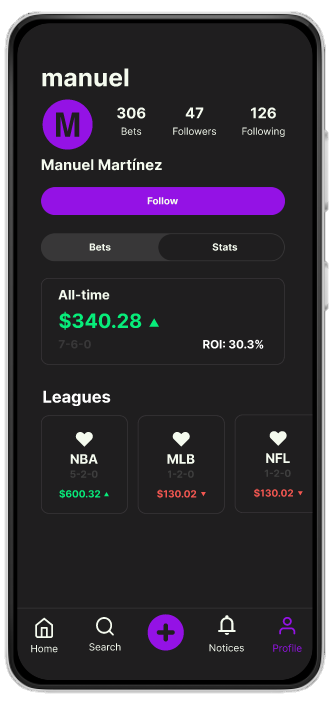 manuel
M
306 47 126
Bets Followers Following
Manuel Martínez
Follow
Bets Stats
All-time
$340.28 ▲
7-6-0 ROI: 30.3%
Leagues
NBA MLB NFL
5-2-0 1-2-0 1-2-0
$600.32 ▲ $130.02 ▼ $130.02 ▼
Home Search Notices Profile